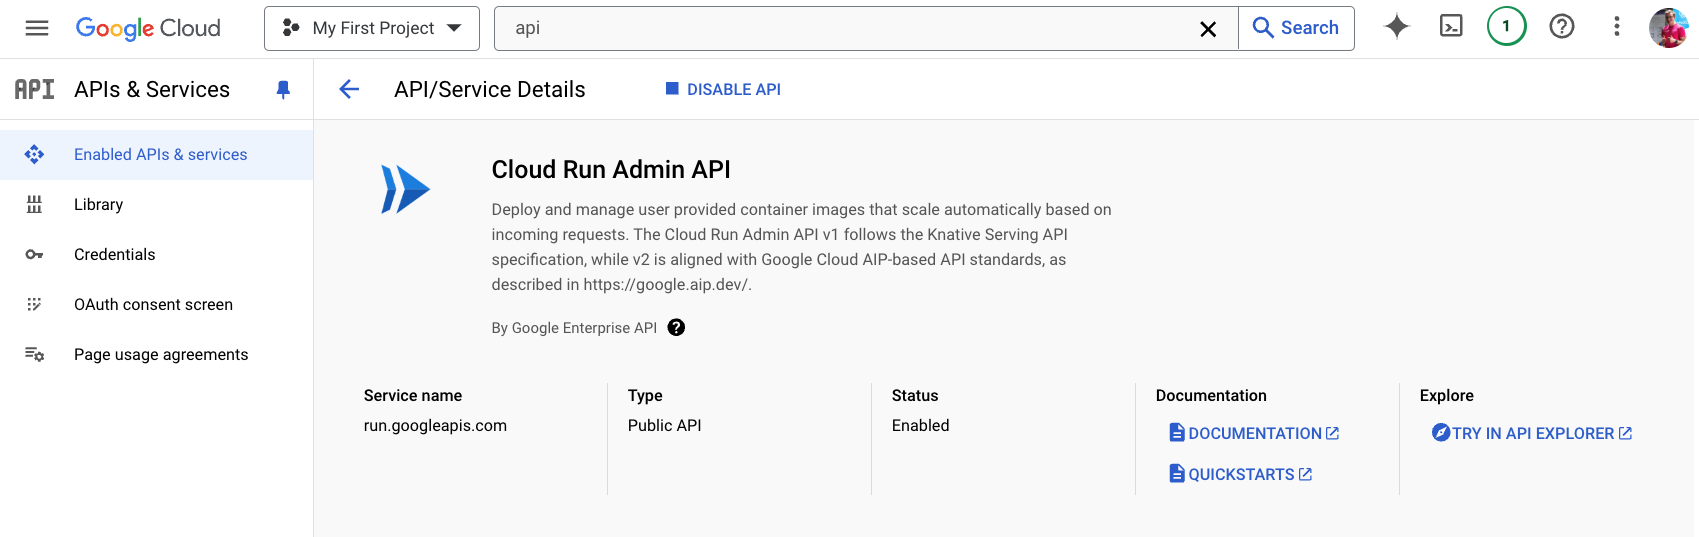 Google Cloud
My First Project
api
Search
1
API
APIs & Services
API/Service Details
DISABLE API
Enabled APIs & services
Library
Credentials
OAuth consent screen
Page usage agreements
Cloud Run Admin API
Deploy and manage user provided container images that scale automatically based on
incoming requests. The Cloud Run Admin API v1 follows the Knative Serving API
specification, while v2 is aligned with Google Cloud AIP-based API standards, as
described in https://google.aip.dev/.
By Google Enterprise API
Service name
run.googleapis.com
Type
Public API
Status
Enabled
Documentation
DOCUMENTATION
QUICKSTARTS
Explore
TRY IN API EXPLORER